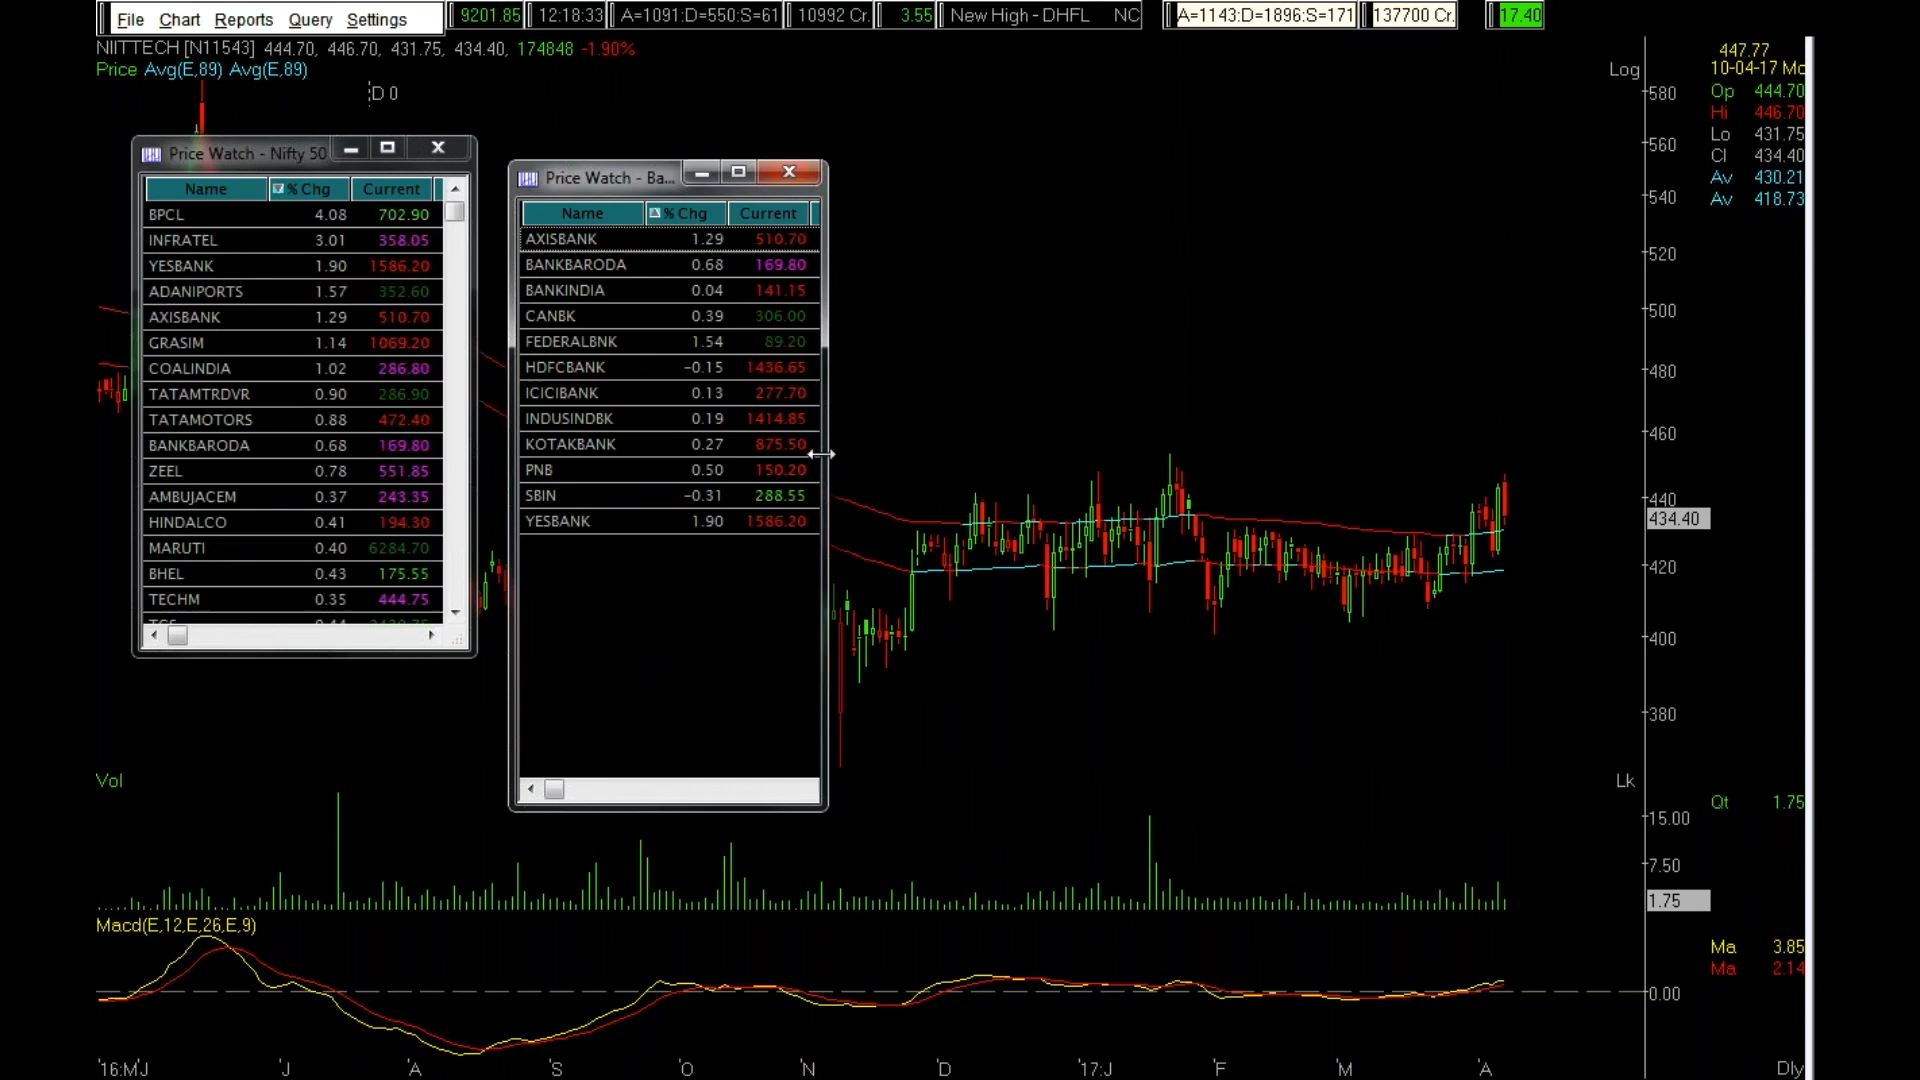 File Chart Reports Query Settings
9201.85 12:18:33 A=1091:D=550:S=61 10992 Cr. 3.55 New High - DHFL NC A=1143:D=1896:S=171 137700 Cr. 17.40
NIITTECH [N11543] 444.70, 446.70, 431.75, 434.40, 174848 -1.90%
Price Avg(E,89) Avg(E,89)
D 0
Log
Price Watch - Nifty 50
Name % Chg Current
BPCL 4.08 702.90
INFRATEL 3.01 358.05
YESBANK 1.90 1586.20
ADANIPORTS 1.57 352.60
AXISBANK 1.29 510.70
GRASIM 1.14 1069.20
COALINDIA 1.02 286.80
TATAMTRDVR 0.90 286.90
TATAMOTORS 0.88 472.40
BANKBARODA 0.68 169.80
ZEEL 0.78 551.85
AMBUJACEM 0.37 243.35
HINDALCO 0.41 194.30
MARUTI 0.40 6284.70
BHEL 0.43 175.55
TECHM 0.35 444.75
Price Watch - Ba...
Name % Chg Current
AXISBANK 1.29 510.70
BANKBARODA 0.68 169.80
BANKINDIA 0.04 141.15
CANBK 0.39 306.00
FEDERALBNK 1.54 89.20
HDFCBANK -0.15 1436.65
ICICIBANK 0.13 277.70
INDUSINDBK 0.19 1414.85
KOTAKBANK 0.27 875.50
PNB 0.50 150.20
SBIN -0.31 288.55
YESBANK 1.90 1586.20
580
560
540
520
500
480
460
440
434.40
420
400
380
447.77
10-04-17 Mo
Op 444.70
Hi 446.70
Lo 431.75
Cl 434.40
Av 430.21
Av 418.73
Vol
Lk
Qt 1.75
15.00
7.50
1.75
Macd(E,12,E,26,E,9)
Ma 3.85
Ma 2.14
0.00
'16:MJ 'J 'A 'S 'O 'N 'D '17:J 'F 'M 'A Dly